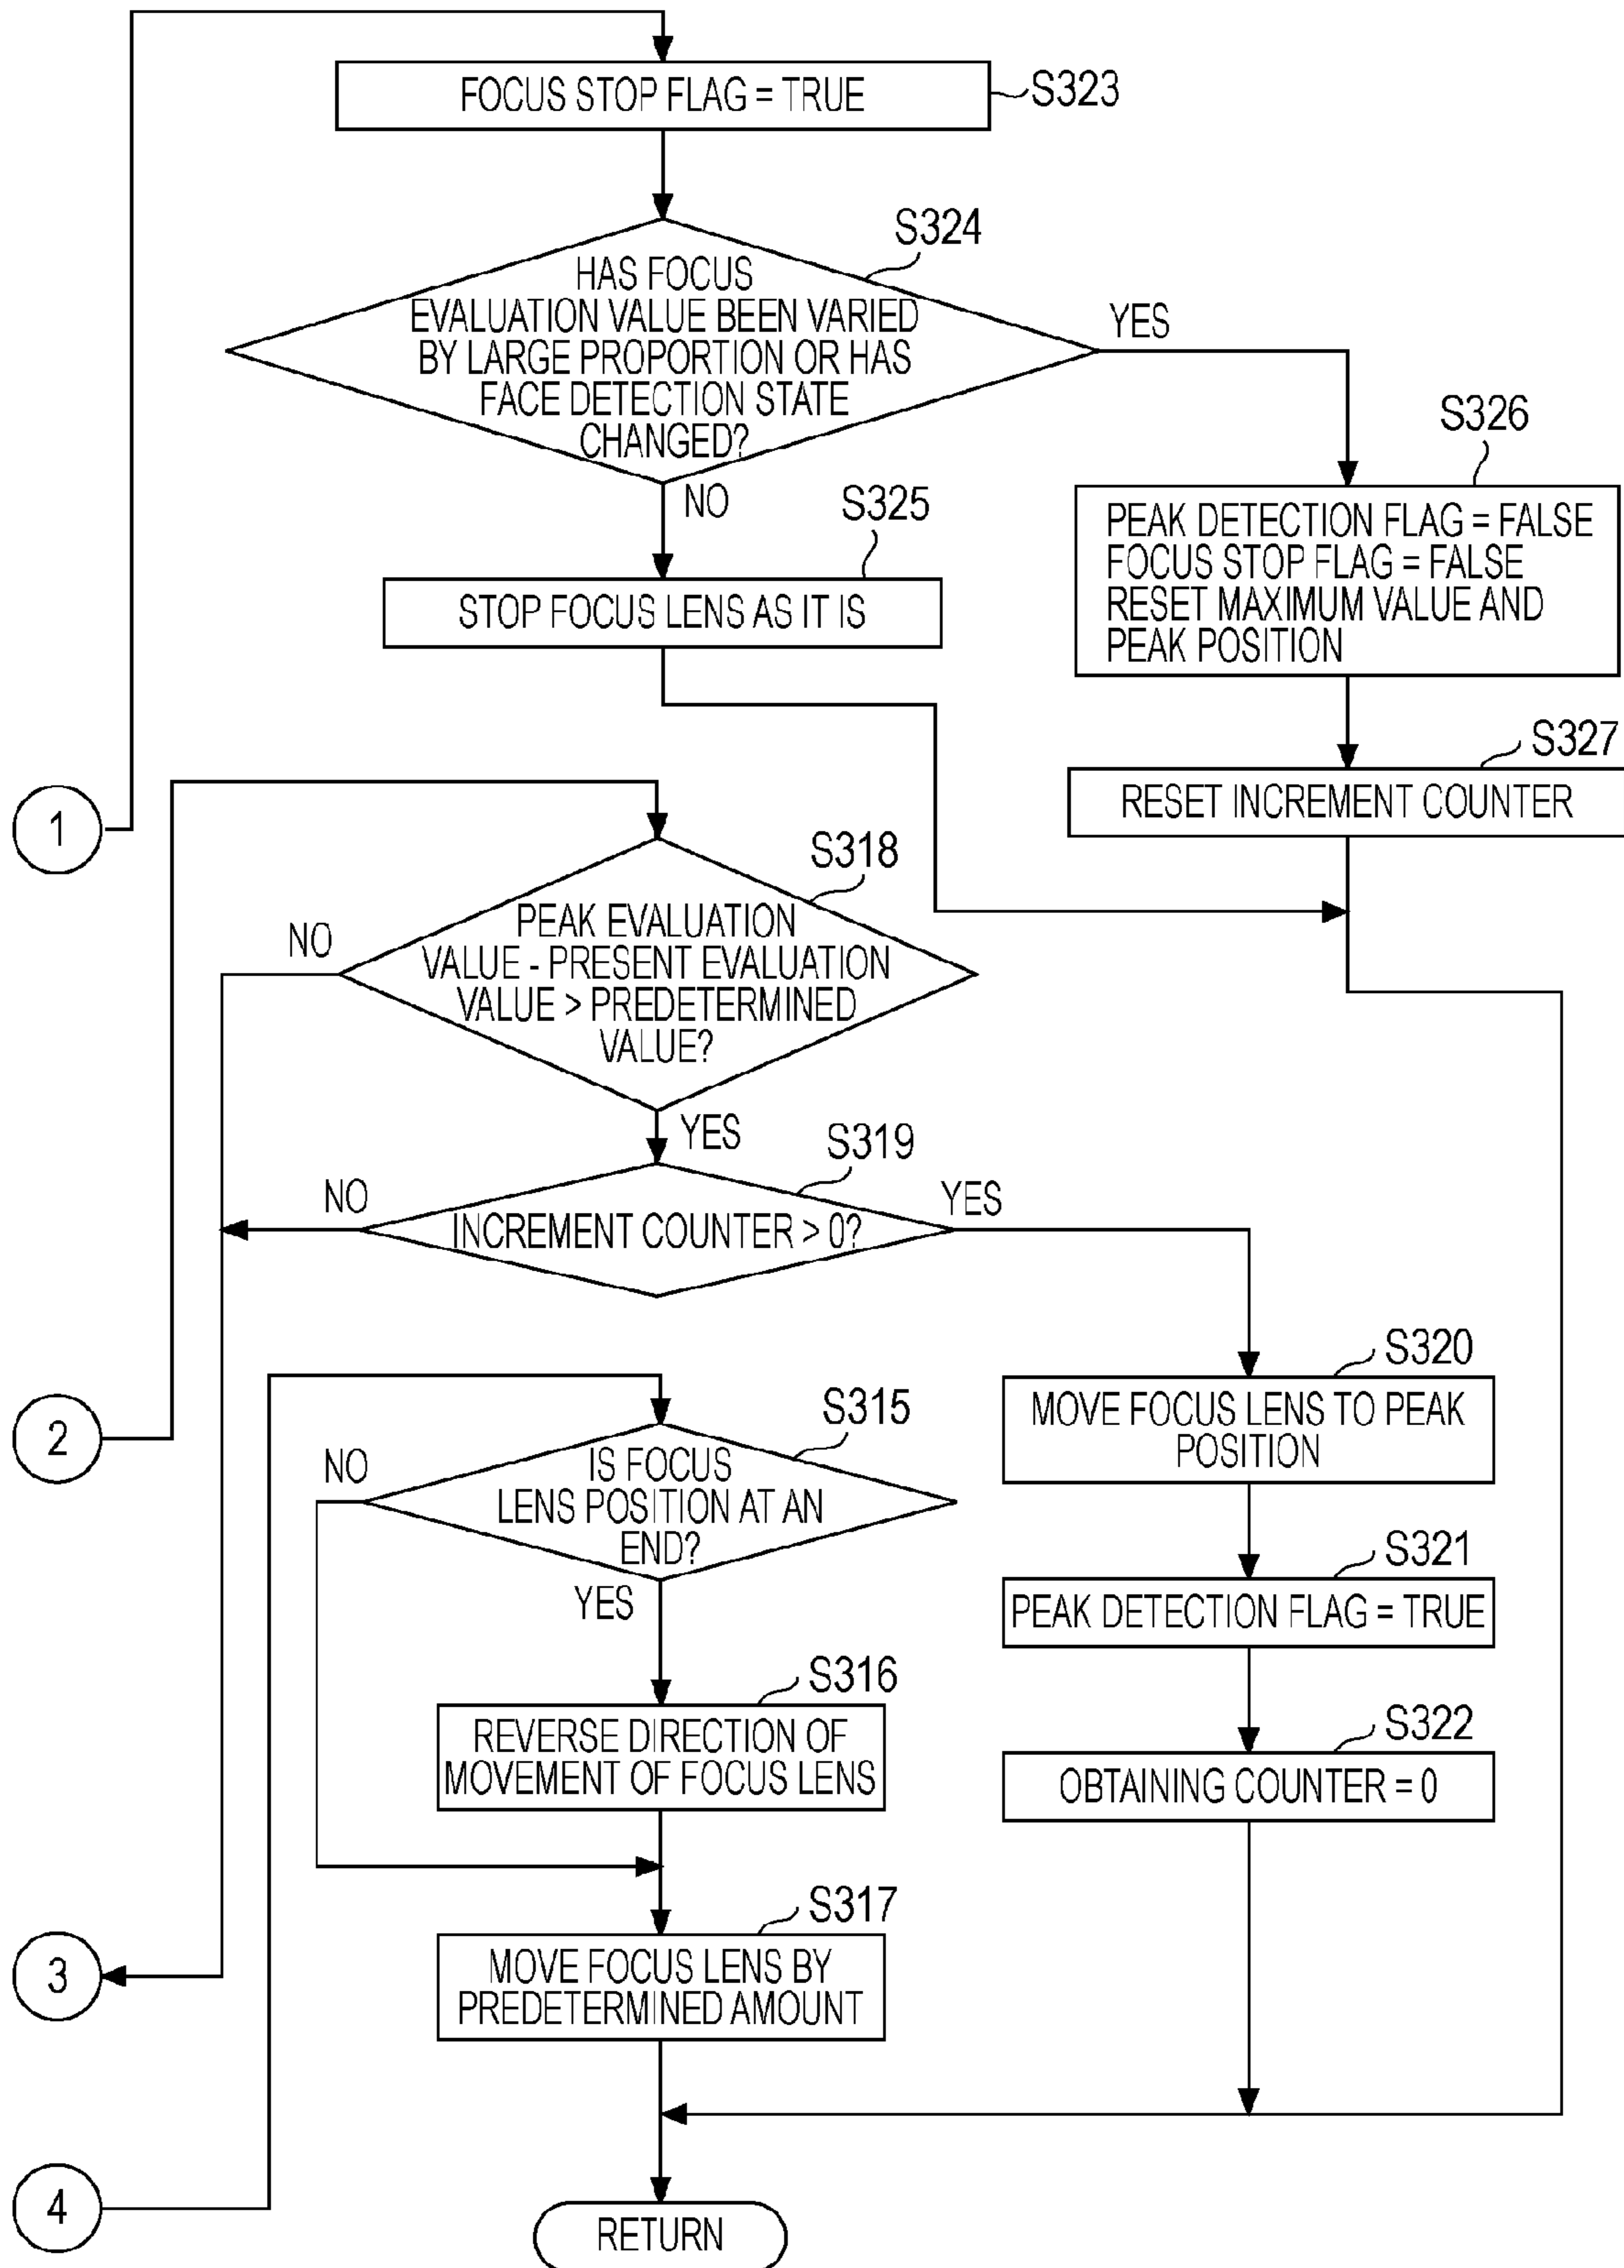 FOCUS STOP FLAG = TRUE
S323
S324
HAS FOCUS
EVALUATION VALUE BEEN VARIED
BY LARGE PROPORTION OR HAS
FACE DETECTION STATE
CHANGED?
YES
NO
S325
STOP FOCUS LENS AS IT IS
S326
PEAK DETECTION FLAG = FALSE
FOCUS STOP FLAG = FALSE
RESET MAXIMUM VALUE AND
PEAK POSITION
S327
RESET INCREMENT COUNTER
1
S318
PEAK EVALUATION
VALUE - PRESENT EVALUATION
VALUE > PREDETERMINED
VALUE?
NO
YES
S319
INCREMENT COUNTER > 0?
NO
YES
S320
MOVE FOCUS LENS TO PEAK
POSITION
2
S315
IS FOCUS
LENS POSITION AT AN
END?
NO
YES
S321
PEAK DETECTION FLAG = TRUE
S316
REVERSE DIRECTION OF
MOVEMENT OF FOCUS LENS
S322
OBTAINING COUNTER = 0
S317
MOVE FOCUS LENS BY
PREDETERMINED AMOUNT
3
4
RETURN